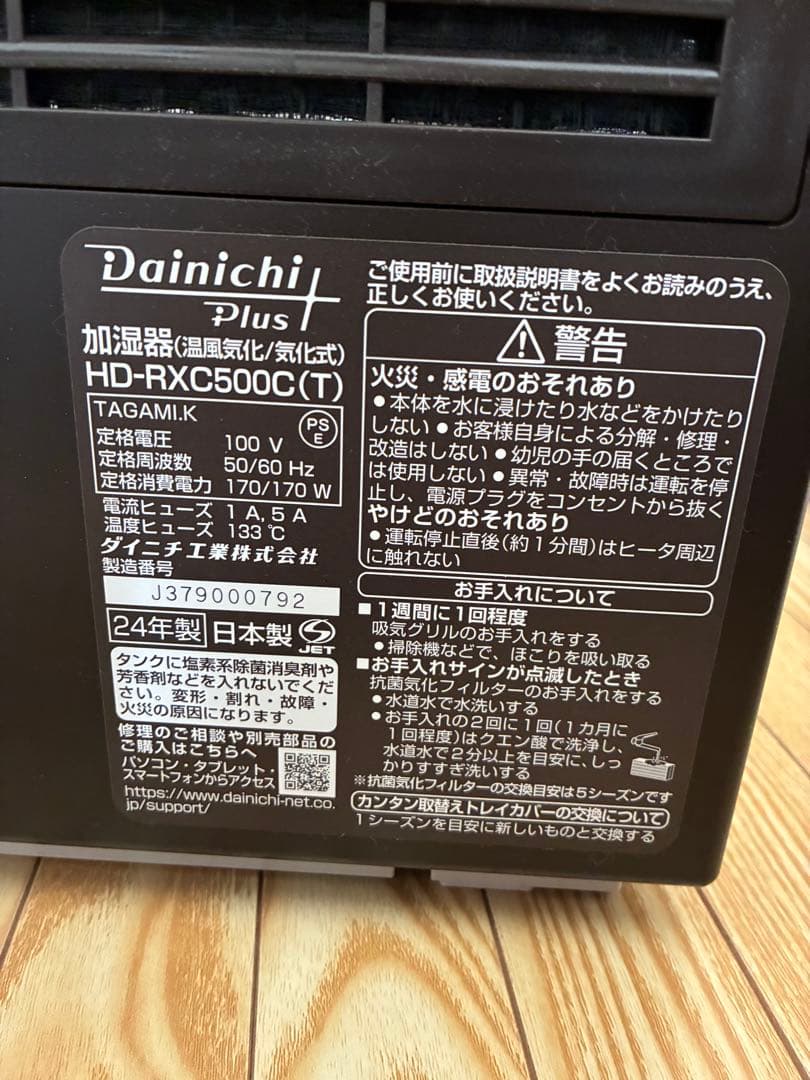 Dainichi
Plus
加湿器(温風気化/気化式)
HD-RXC500C(T)
TAGAMI.K
PS
E
定格電圧 100 V
定格周波数 50/60 Hz
定格消費電力 170/170 W
電流ヒューズ 1 A, 5 A
温度ヒューズ 133℃
ダイニチ工業株式会社
製造番号
J379000792
24年製 日本製 JET
タンクに塩素系除菌消臭剤や
芳香剤などを入れないでくだ
さい。変形・割れ・故障・
火災の原因になります。
修理のご相談や別売部品の
ご購入はこちらへ
パソコン・タブレット・
スマートフォンからアクセス
https://www.dainichi-net.co.
jp/support/
ご使用前に取扱説明書をよくお読みのうえ、
正しくお使いください。
警告
火災・感電のおそれあり
●本体を水に浸けたり水などをかけたり
しない ●お客様自身による分解・修理・
改造はしない ●幼児の手の届くところで
は使用しない ●異常・故障時は運転を停
止し、電源プラグをコンセントから抜く
やけどのおそれあり
●運転停止直後(約1分間)はヒータ周辺
に触れない
お手入れについて
■1週間に1回程度
吸気グリルのお手入れをする
●掃除機などで、ほこりを吸い取る
■お手入れサインが点滅したとき
抗菌気化フィルターのお手入れをする
●水道水で水洗いする
●お手入れの2回に1回(1カ月に
1回程度)はクエン酸で洗浄し、
水道水で2分以上を目安に、しっ
かりすすぎ洗いする
※抗菌気化フィルターの交換目安は5シーズンです
カンタン取替えトレイカバーの交換について
1シーズンを目安に新しいものと交換する